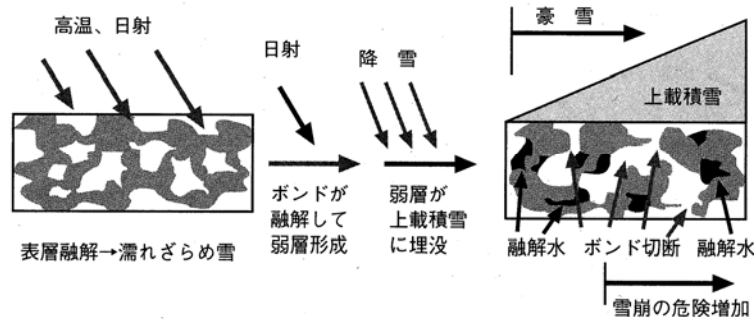 高温、日射
日射
降 雪
豪 雪
上載積雪
ボンドが
融解して
弱層形成
弱層が
上載積雪
に埋没
表層融解→濡れざらめ雪
融解水
ボンド切断
融解水
雪崩の危険増加